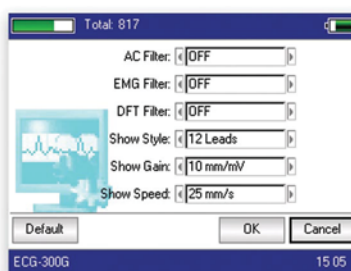 Total: 817
AC Filter: OFF
EMG Filter: OFF
DFT Filter: OFF
Show Style: 12 Leads
Show Gain: 10 mm/mV
Show Speed: 25 mm/s
Default OK Cancel
ECG-300G 15 05